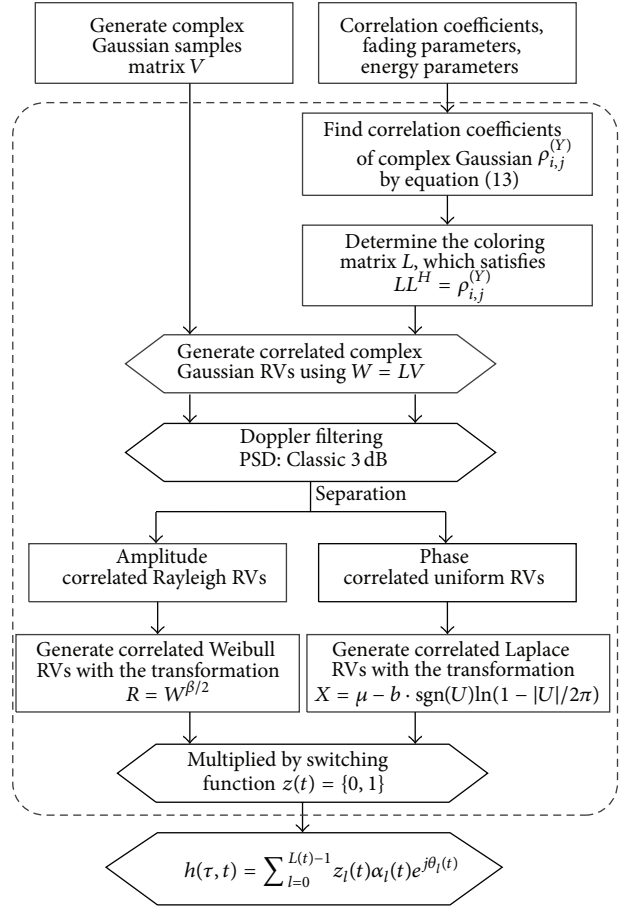 Generate complex
Gaussian samples
matrix V
Correlation coefficients,
fading parameters,
energy parameters
Find correlation coefficients
of complex Gaussian ρ_{i,j}^{(Y)}
by equation (13)
Determine the coloring
matrix L, which satisfies
LL^H = ρ_{i,j}^{(Y)}
Generate correlated complex
Gaussian RVs using W = LV
Doppler filtering
PSD: Classic 3 dB
Separation
Amplitude
correlated Rayleigh RVs
Phase
correlated uniform RVs
Generate correlated Weibull
RVs with the transformation
R = W^{β/2}
Generate correlated Laplace
RVs with the transformation
X = μ − b · sgn(U)ln(1 − |U|/2π)
Multiplied by switching
function z(t) = {0, 1}
h(τ, t) = ∑_{l=0}^{L(t)−1} z_l(t)α_l(t)e^{jθ_l(t)}